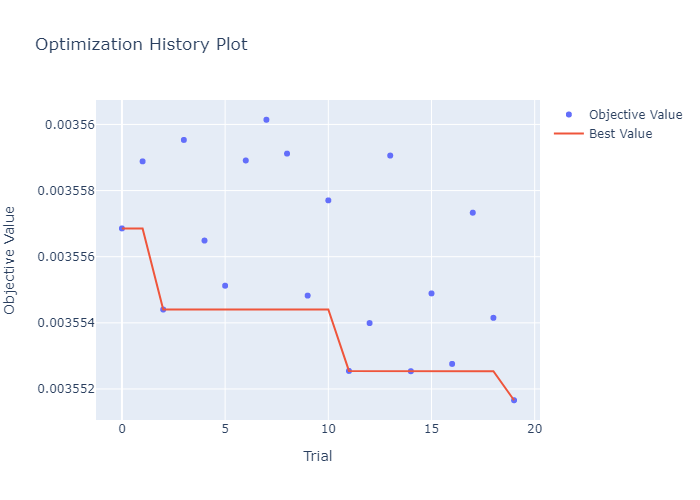 Optimization History Plot
Objective Value
Best Value
0.00356
0.003558
0.003556
0.003554
0.003552
0
5
10
15
20
Trial
Objective Value